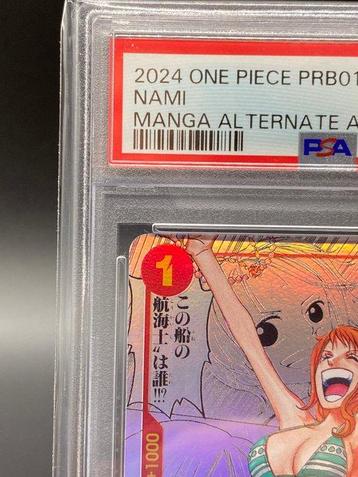 2024 ONE PIECE PRB01
NAMI
MANGA ALTERNATE A
PSA
1
この船の
航海士"は誰!!?
+1000